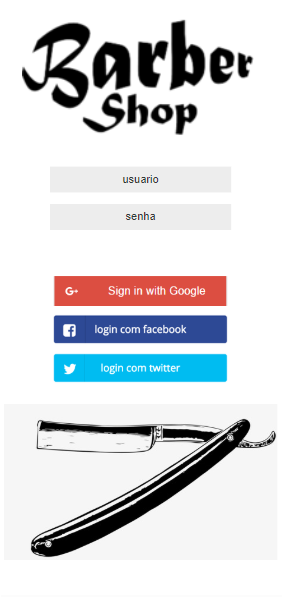 Barber
Shop
usuario
senha
G+ Sign in with Google
login com facebook
login com twitter